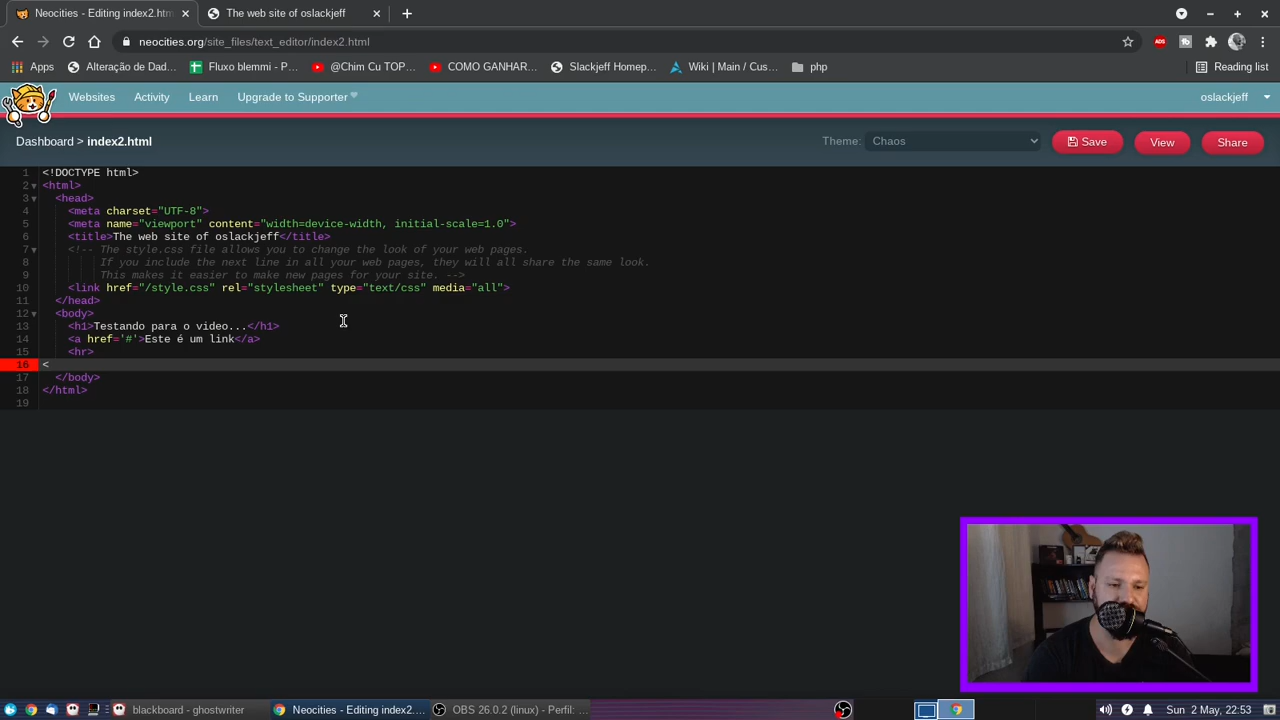 Neocities - Editing index2.htm
The web site of oslackjeff
neocities.org/site_files/text_editor/index2.html
ADS
Apps
Alteração de Dad...
Fluxo blemmi - P...
@Chim Cu TOP...
COMO GANHAR...
Slackjeff Homep...
Wiki | Main / Cus...
php
Reading list
Websites
Activity
Learn
Upgrade to Supporter
oslackjeff
Dashboard > index2.html
Theme: Chaos
Save
View
Share
1 <!DOCTYPE html>
2 <html>
3 <head>
4 <meta charset="UTF-8">
5 <meta name="viewport" content="width=device-width, initial-scale=1.0">
6 <title>The web site of oslackjeff</title>
7 <!-- The style.css file allows you to change the look of your web pages.
8 If you include the next line in all your web pages, they will all share the same look.
9 This makes it easier to make new pages for your site. -->
10 <link href="/style.css" rel="stylesheet" type="text/css" media="all">
11 </head>
12 <body>
13 <h1>Testando para o video...</h1>
14 <a href='#'>Este é um link</a>
15 <hr>
16 <
17 </body>
18 </html>
19
blackboard - ghostwriter
Neocities - Editing index2....
OBS 26.0.2 (linux) - Perfil: ...
Sun 2 May, 22:53